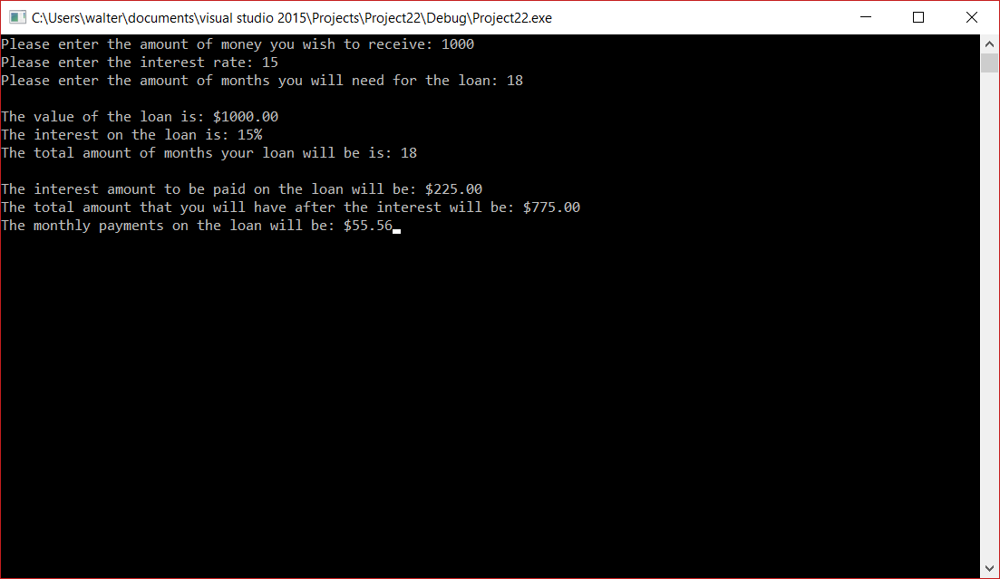 C:\Users\walter\documents\visual studio 2015\Projects\Project22\Debug\Project22.exe
Please enter the amount of money you wish to receive: 1000
Please enter the interest rate: 15
Please enter the amount of months you will need for the loan: 18
The value of the loan is: $1000.00
The interest on the loan is: 15%
The total amount of months your loan will be is: 18
The interest amount to be paid on the loan will be: $225.00
The total amount that you will have after the interest will be: $775.00
The monthly payments on the loan will be: $55.56